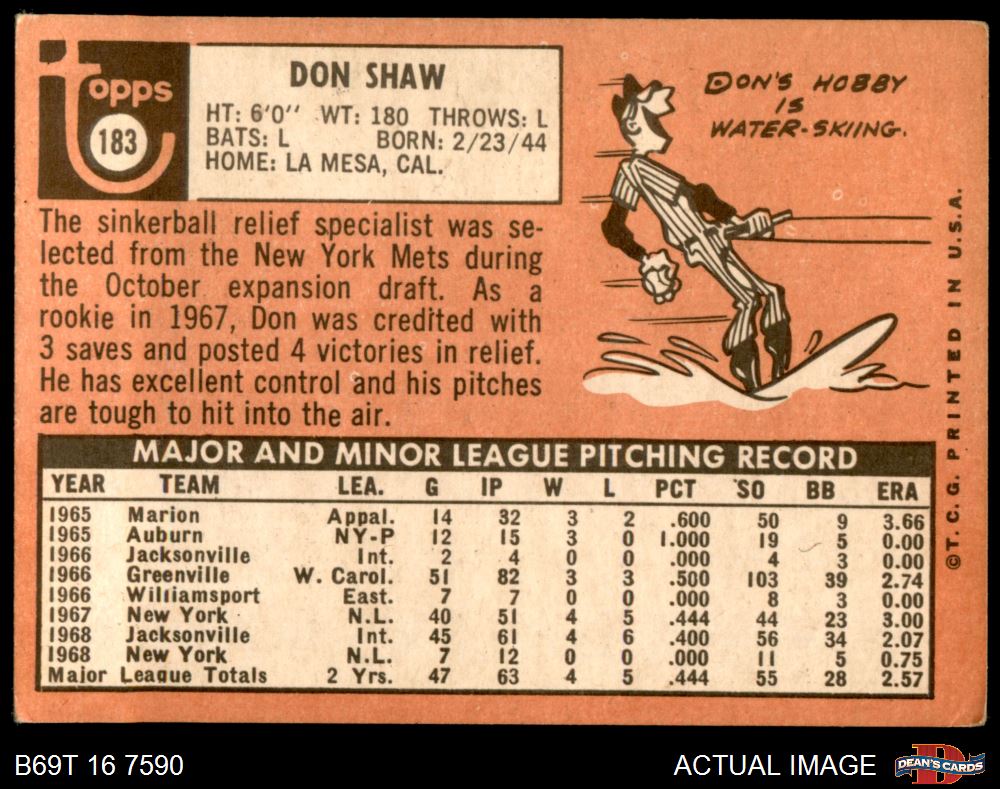 Topps
183
DON SHAW
HT: 6'0" WT: 180 THROWS: L
BATS: L BORN: 2/23/44
HOME: LA MESA, CAL.
DON'S HOBBY
IS
WATER-SKIING.
The sinkerball relief specialist was se-
lected from the New York Mets during
the October expansion draft. As a
rookie in 1967, Don was credited with
3 saves and posted 4 victories in relief.
He has excellent control and his pitches
are tough to hit into the air.
MAJOR AND MINOR LEAGUE PITCHING RECORD
YEAR TEAM LEA. G IP W L PCT SO BB ERA
1965 Marion Appal. 14 32 3 2 .600 50 9 3.66
1965 Auburn NY-P 12 15 3 0 1.000 19 5 0.00
1966 Jacksonville Int. 2 4 0 0 .000 4 3 0.00
1966 Greenville W. Carol. 51 82 3 3 .500 103 39 2.74
1966 Williamsport East. 7 7 0 0 .000 8 3 0.00
1967 New York N.L. 40 51 4 5 .444 44 23 3.00
1968 Jacksonville Int. 45 61 4 6 .400 56 34 2.07
1968 New York N.L. 7 12 0 0 .000 11 5 0.75
Major League Totals 2 Yrs. 47 63 4 5 .444 55 28 2.57
©T.C.G. PRINTED IN U.S.A.
B69T 16 7590
ACTUAL IMAGE
DEAN'S CARDS